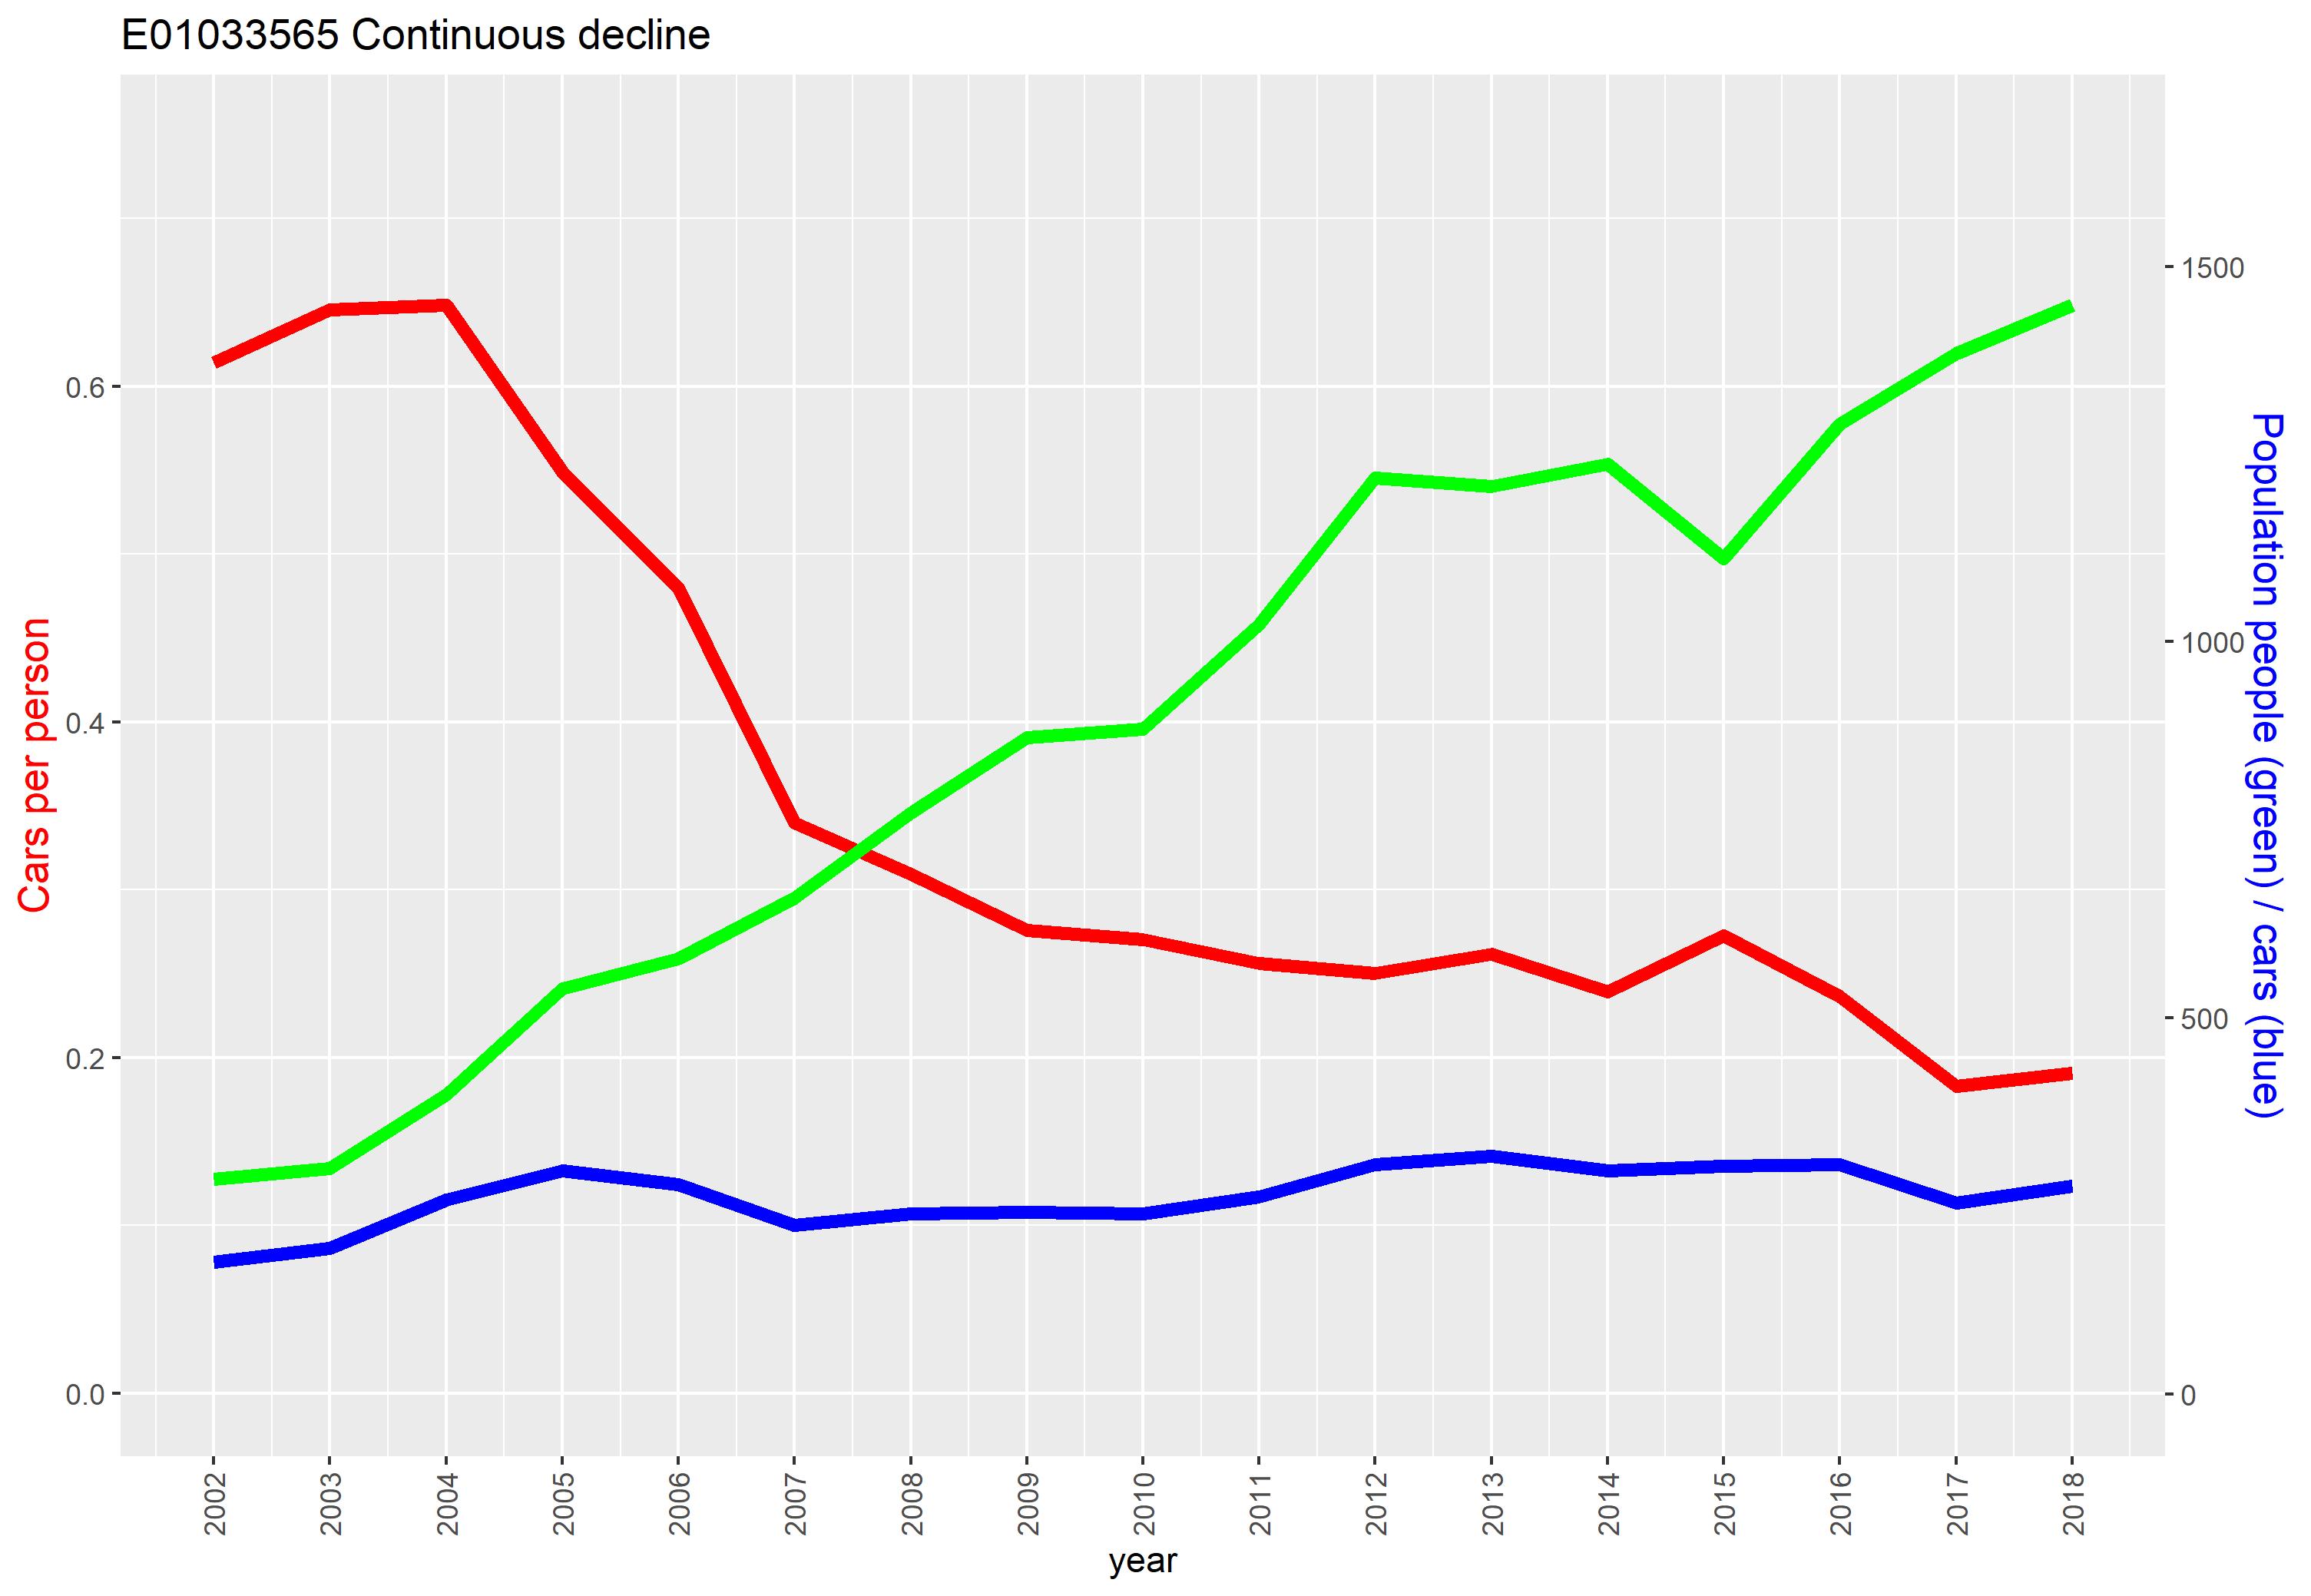 E01033565 Continuous decline
Cars per person
0.6
0.4
0.2
0.0
1500
1000
500
0
Population people (green) / cars (blue)
2002 2003 2004 2005 2006 2007 2008 2009 2010 2011 2012 2013 2014 2015 2016 2017 2018
year